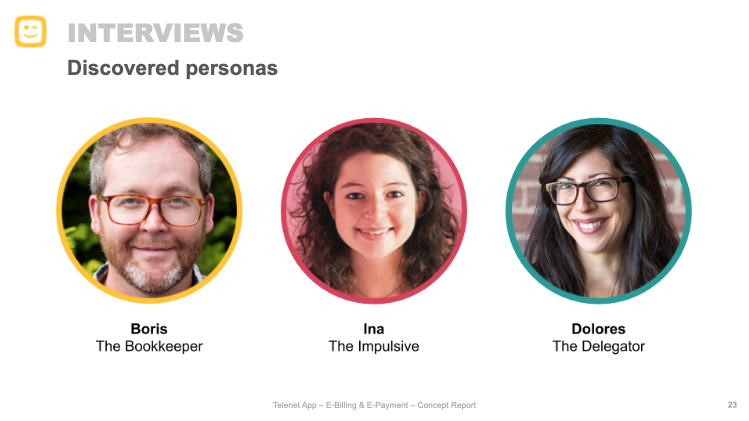 INTERVIEWS
Discovered personas
Boris
The Bookkeeper
Ina
The Impulsive
Dolores
The Delegator
Telenet App – E-Billing & E-Payment – Concept Report
23